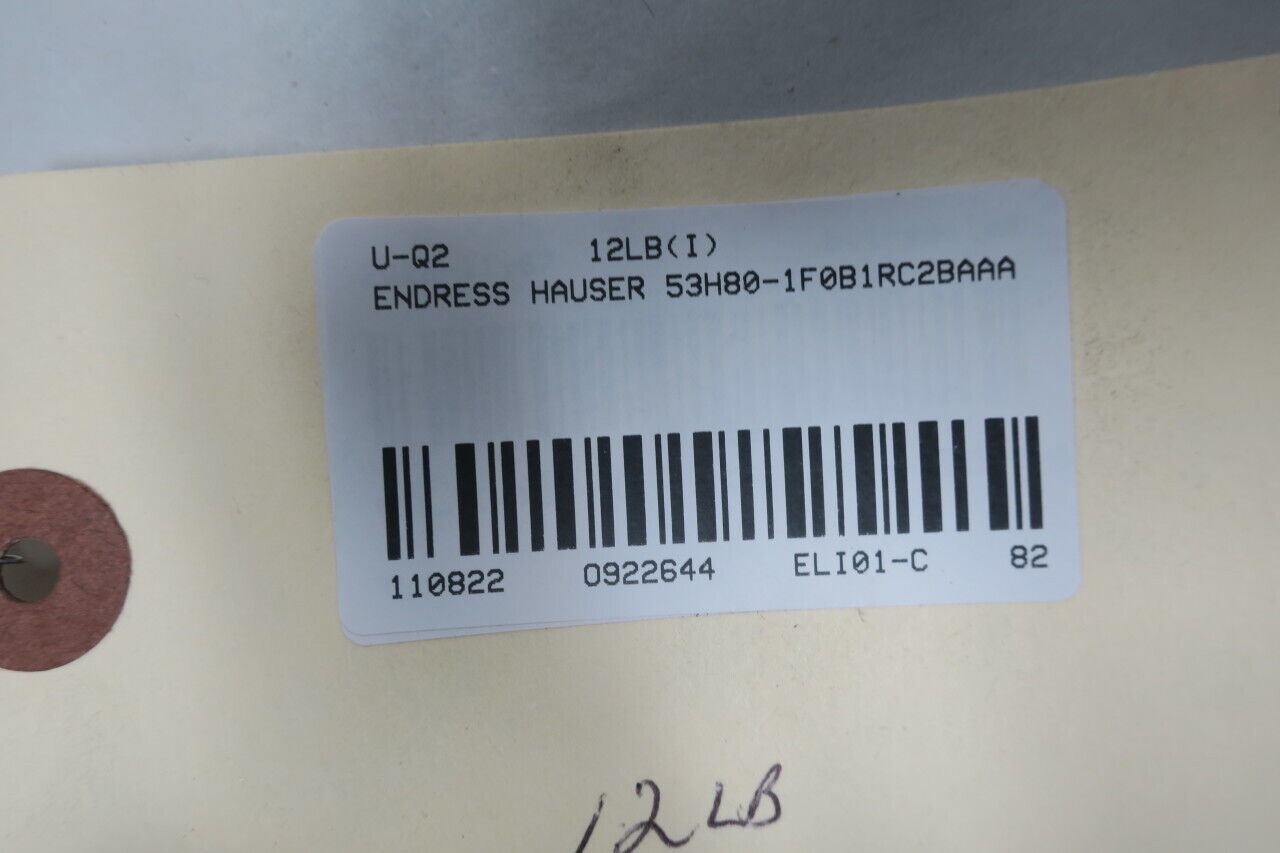 U-Q2 12LB(I)
ENDRESS HAUSER 53H80-1F0B1RC2BAAA
110822 0922644 ELI01-C 82
12LB